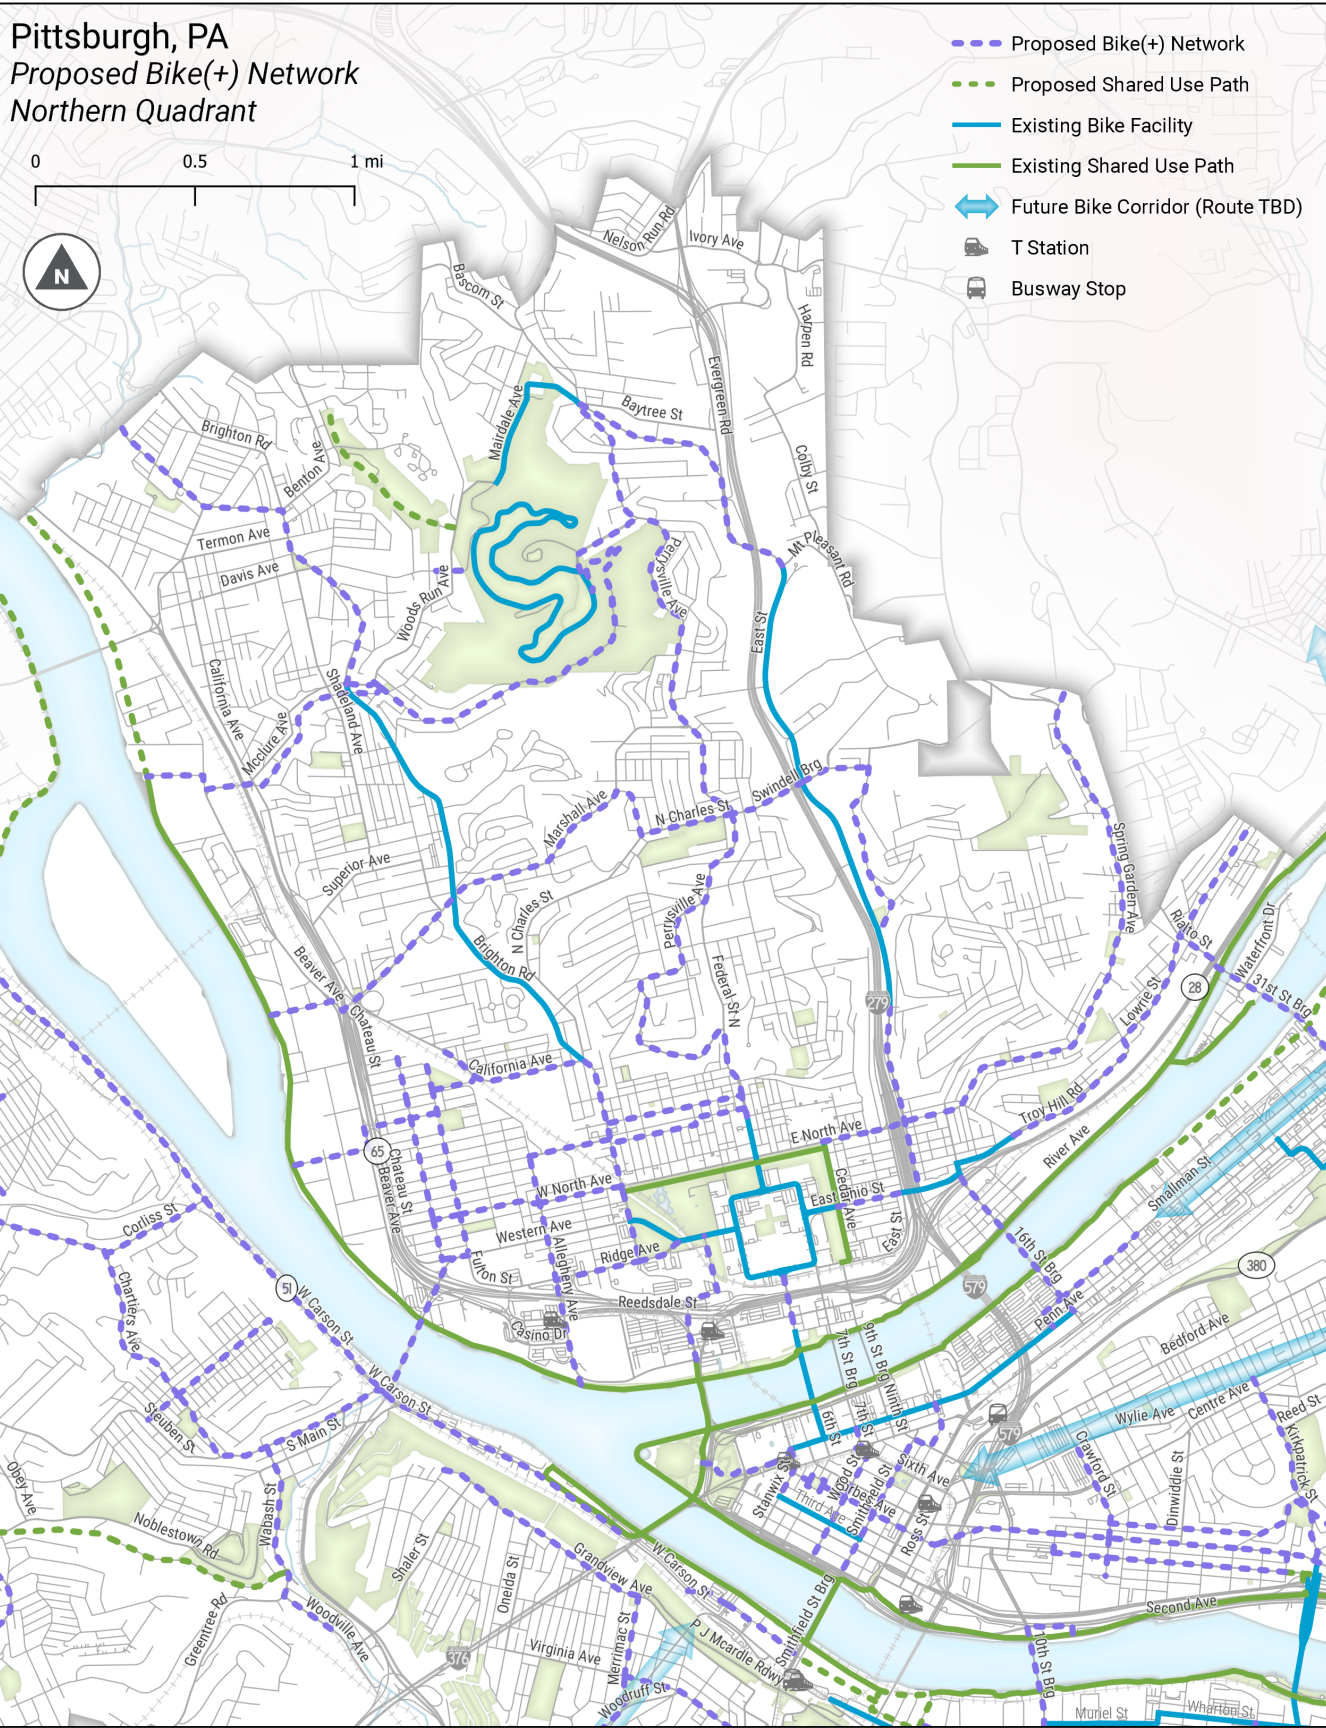 Pittsburgh, PA
Proposed Bike(+) Network
Northern Quadrant
0 0.5 1 mi
N
Proposed Bike(+) Network
Proposed Shared Use Path
Existing Bike Facility
Existing Shared Use Path
Future Bike Corridor (Route TBD)
T Station
Busway Stop
Nelson Run Rd
Ivory Ave
Bascom St
Harpen Rd
Evergreen Rd
Mairdale Ave
Baytree St
Brighton Rd
Benton Ave
Colby St
Termon Ave
Davis Ave
Mt Pleasant Rd
Perrysville Ave
Woods Run Ave
East St
California Ave
Shadeland Ave
Mcclure Ave
Swindell Brg
Marshall Ave
N Charles St
Superior Ave
Spring Garden Ave
N Charles St
Perrysville Ave
Rialto St
Waterfront Dr
Brighton Rd
Beaver Ave
Federal St N
28
31st St Brg
279
Lowrie St
Chateau St
California Ave
Troy Hill Rd
E North Ave
River Ave
65
Chateau St
Beaver Ave
W North Ave
Cedar Ave
East Ohio St
Smallman St
Corliss St
Western Ave
East St
Ridge Ave
Allegheny Ave
Fulton St
16th St Brg
380
51
579
Chartiers Ave
W Carson St
Reedsdale St
Casino Dr
Penn Ave
7th St Brg
9th St Brg
Ninth St
Bedford Ave
W Carson St
Steuben St
S Main St
6th St
7th St
Wylie Ave
Centre Ave
Reed St
579
Kirkpatrick St
Crawford St
Dinwiddie St
Obey Ave
Wabash St
Stanwix St
Wood St
Forbes Ave
Sixth Ave
Smithfield St
Third Ave
Ross St
Noblestown Rd
Shaler St
Oneida St
Grandview Ave
W Carson St
Smithfield St Brg
Second Ave
Greentree Rd
Woodville Ave
376
Virginia Ave
Merrimac St
P J Mcardle Rdwy
10th St Brg
Woodruff St
Muriel St
Wharton St